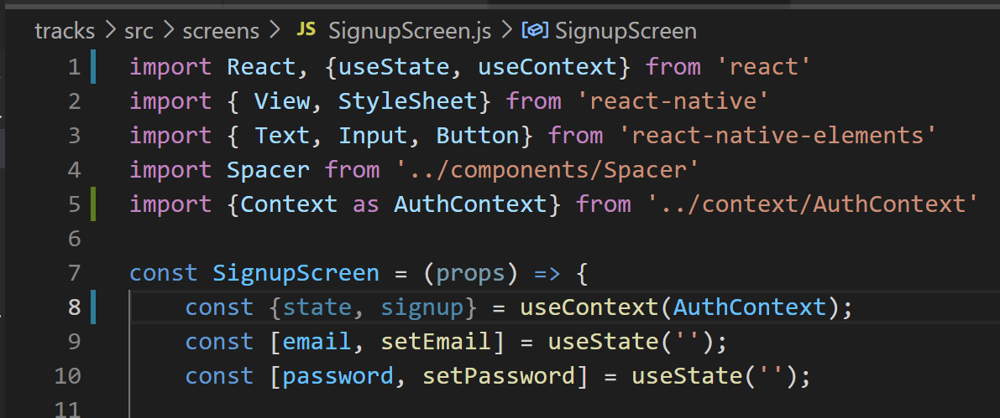 tracks > src > screens > JS SignupScreen.js > SignupScreen
1 import React, {useState, useContext} from 'react'
2 import { View, StyleSheet} from 'react-native'
3 import { Text, Input, Button} from 'react-native-elements'
4 import Spacer from '../components/Spacer'
5 import {Context as AuthContext} from '../context/AuthContext'
6
7 const SignupScreen = (props) => {
8 const {state, signup} = useContext(AuthContext);
9 const [email, setEmail] = useState('');
10 const [password, setPassword] = useState('');
11